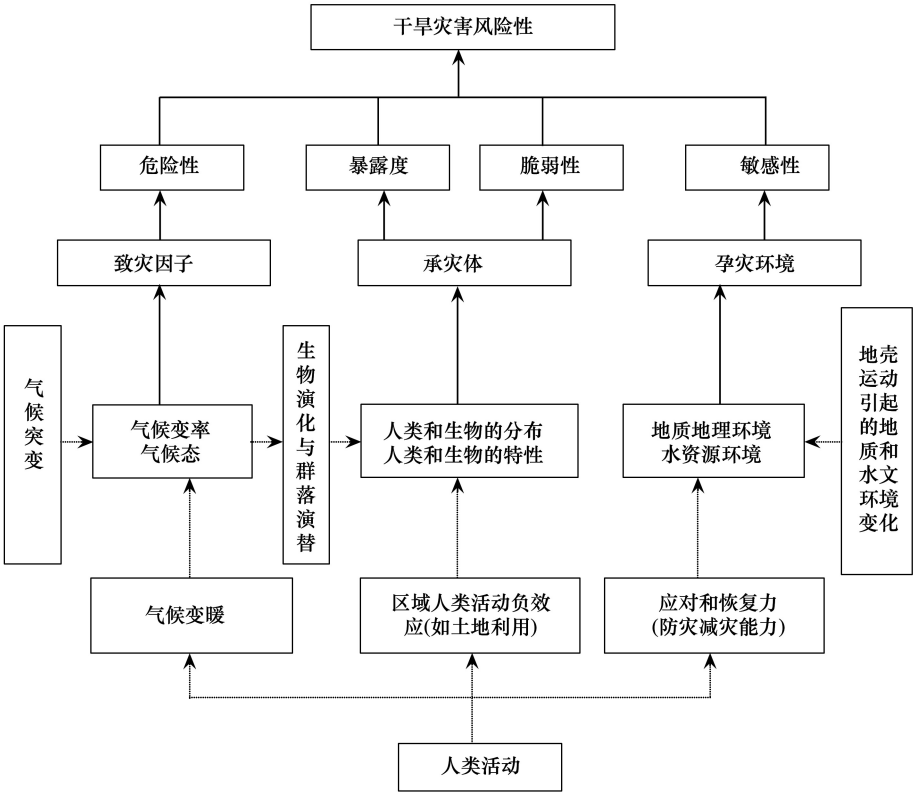 干旱灾害风险性
危险性
暴露度
脆弱性
敏感性
致灾因子
承灾体
孕灾环境
气候突变
气候变率
气候态
生物演化与群落演替
人类和生物的分布
人类和生物的特性
地质地理环境
水资源环境
地壳
运动
引起
的地
质和
水文
环境
变化
气候变暖
区域人类活动负效
应(如土地利用)
应对和恢复力
(防灾减灾能力)
人类活动